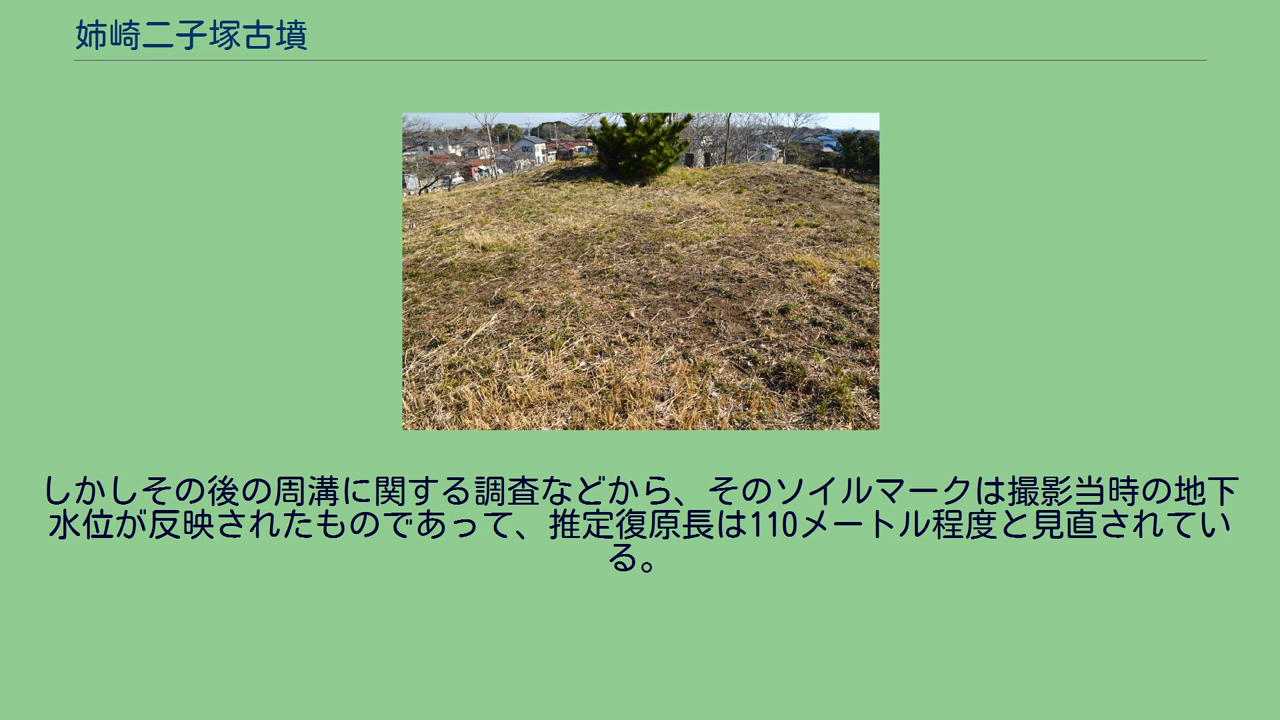 姉崎二子塚古墳
しかしその後の周溝に関する調査などから、そのソイルマークは撮影当時の地下
水位が反映されたものであって、推定復原長は110メートル程度と見直されてい
る。